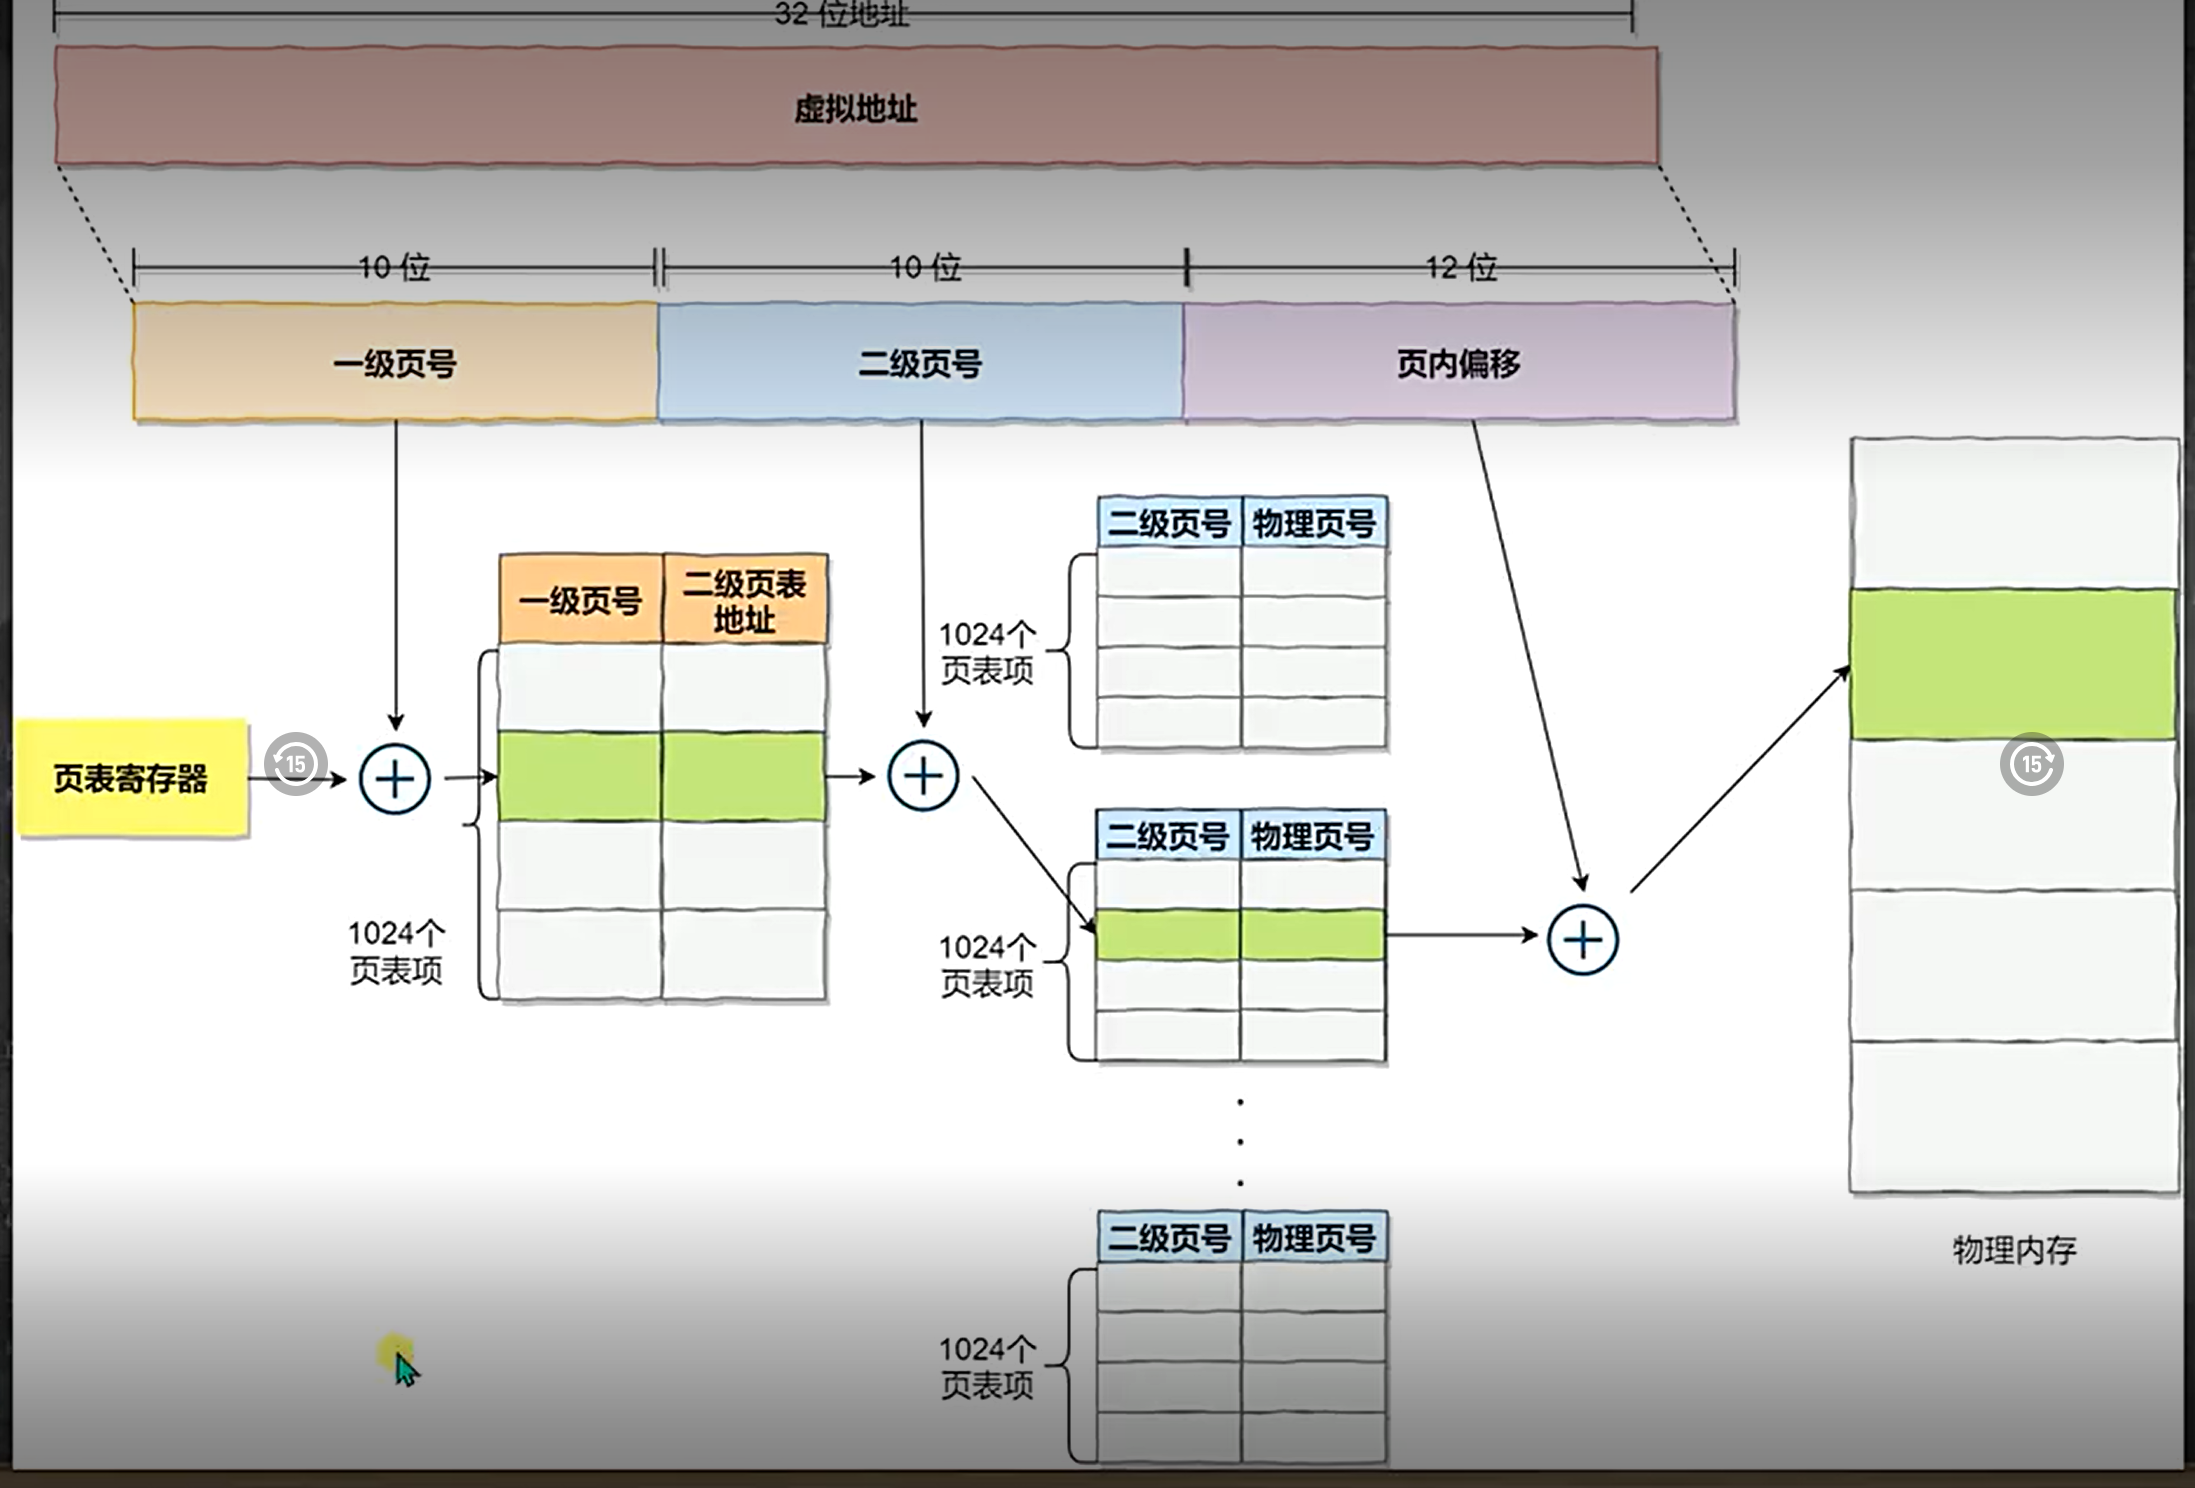 32 位地址
虚拟地址
10 位
10 位
12 位
一级页号
二级页号
页内偏移
二级页号
物理页号
1024个
页表项
一级页号
二级页表
地址
1024个
页表项
页表寄存器
15
15
二级页号
物理页号
1024个
页表项
二级页号
物理页号
1024个
页表项
物理内存